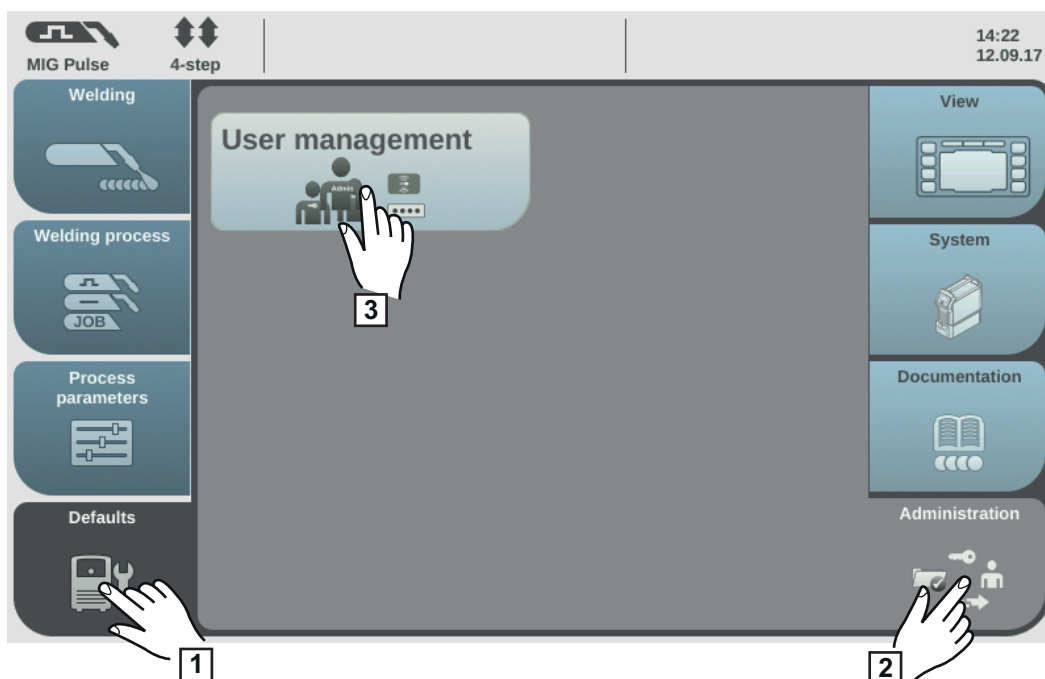 MIG Pulse
4-step
14:22
12.09.17
Welding
View
User management
Admin
Welding process
System
JOB
3
Process
parameters
Documentation
Defaults
Administration
1
2